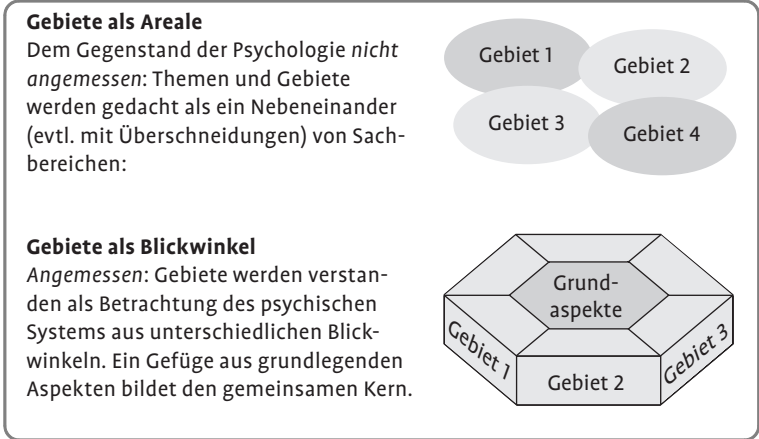 Gebiete als Areale
Dem Gegenstand der Psychologie nicht
angemessen: Themen und Gebiete
werden gedacht als ein Nebeneinander
(evtl. mit Überschneidungen) von Sach-
bereichen:
Gebiet 1
Gebiet 2
Gebiet 3
Gebiet 4
Gebiete als Blickwinkel
Angemessen: Gebiete werden verstan-
den als Betrachtung des psychischen
Systems aus unterschiedlichen Blick-
winkeln. Ein Gefüge aus grundlegenden
Aspekten bildet den gemeinsamen Kern.
Grund-
aspekte
Gebiet 1
Gebiet 2
Gebiet 3